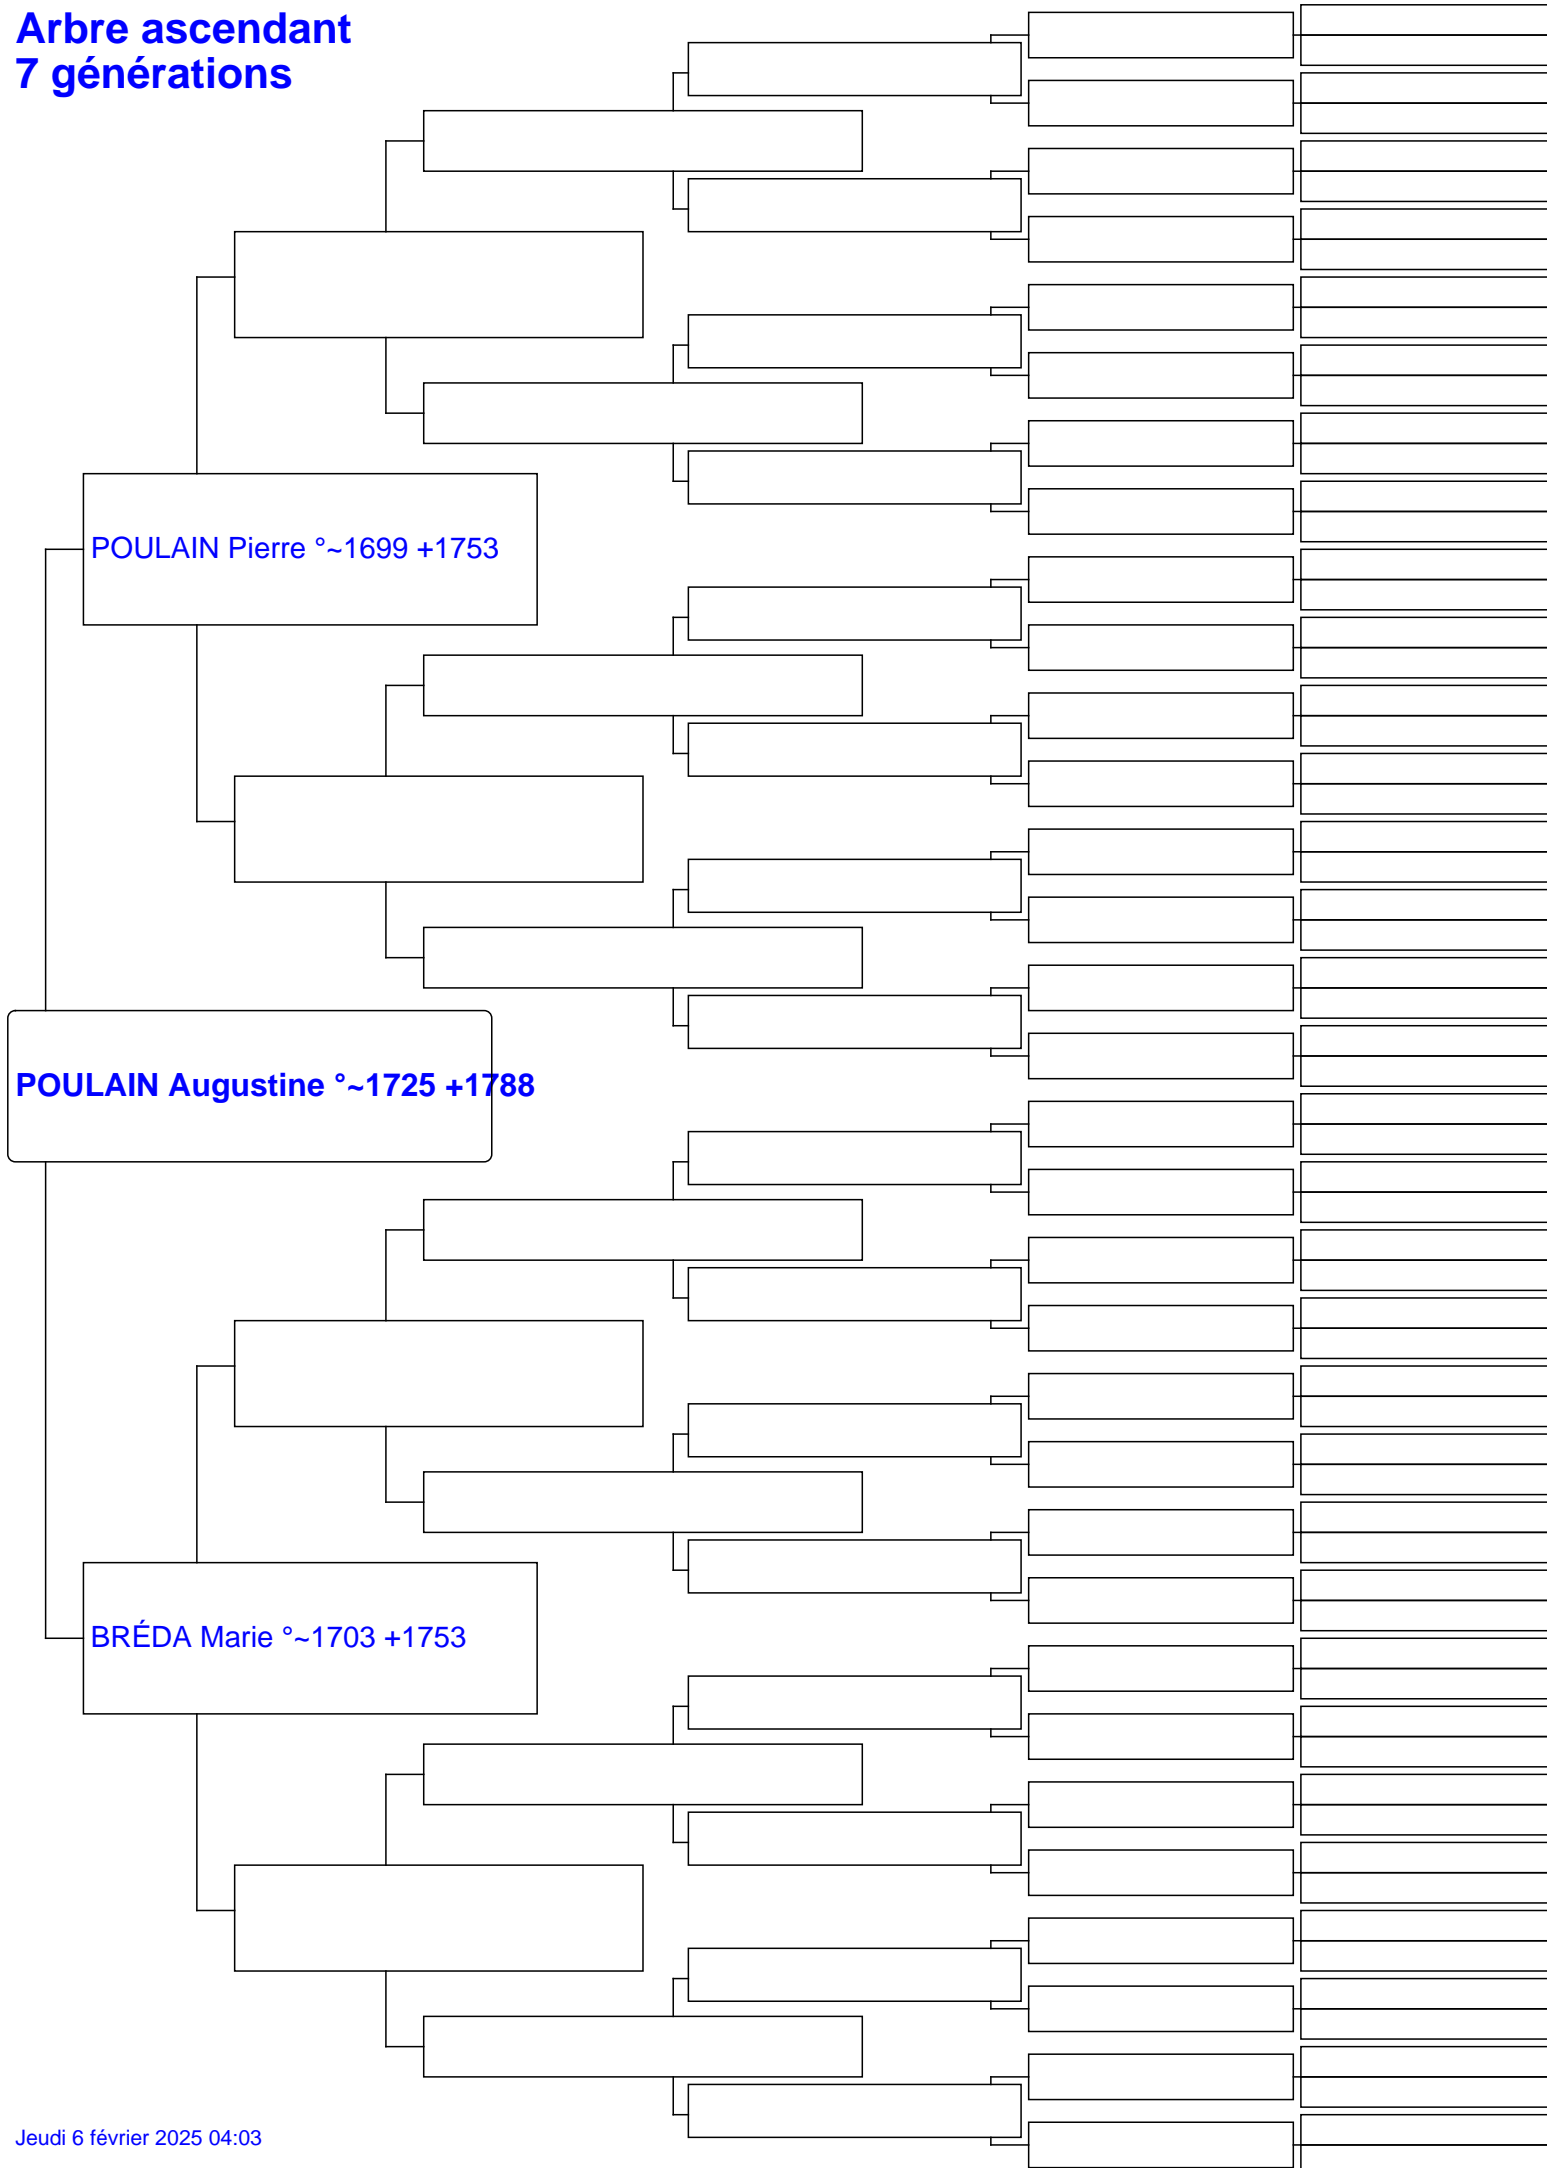 Arbre ascendant
7 générations
POULAIN Pierre °~1699 +1753
POULAIN Augustine °~1725 +1788
BRÉDA Marie °~1703 +1753
Jeudi 6 février 2025 04:03